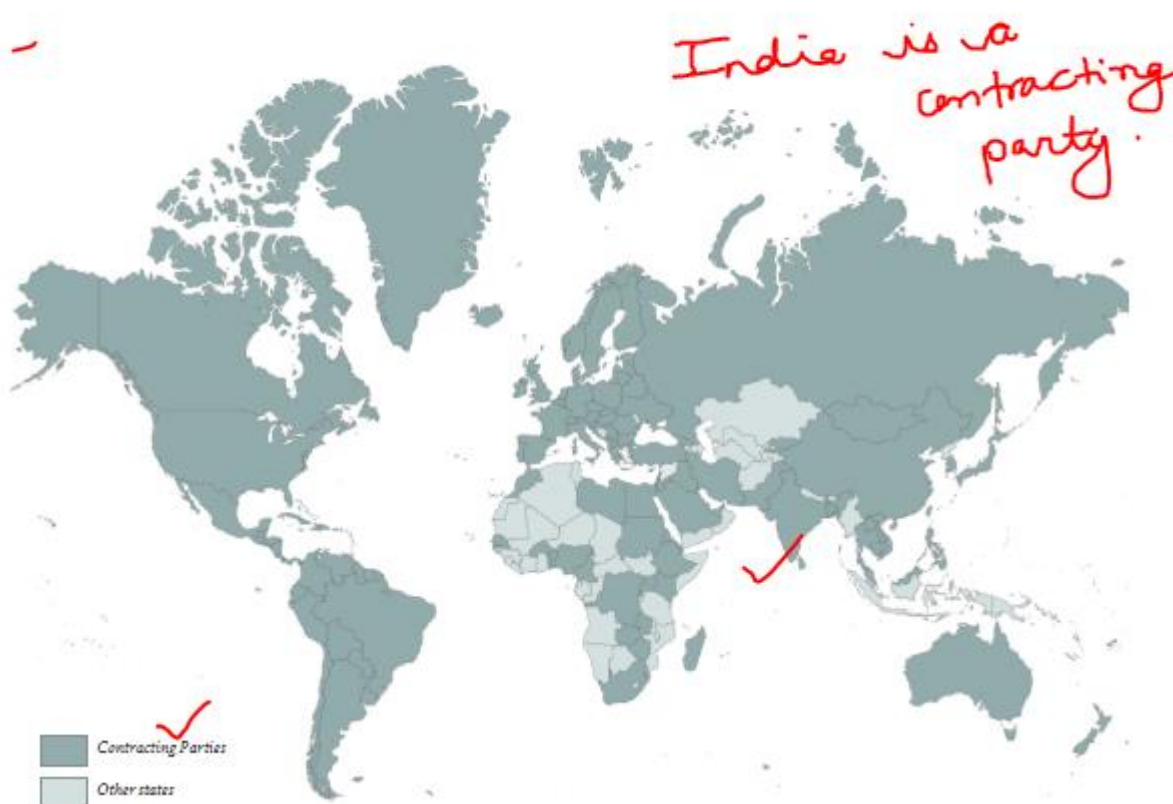 India is a
contracting
party.
Contracting Parties
Other states